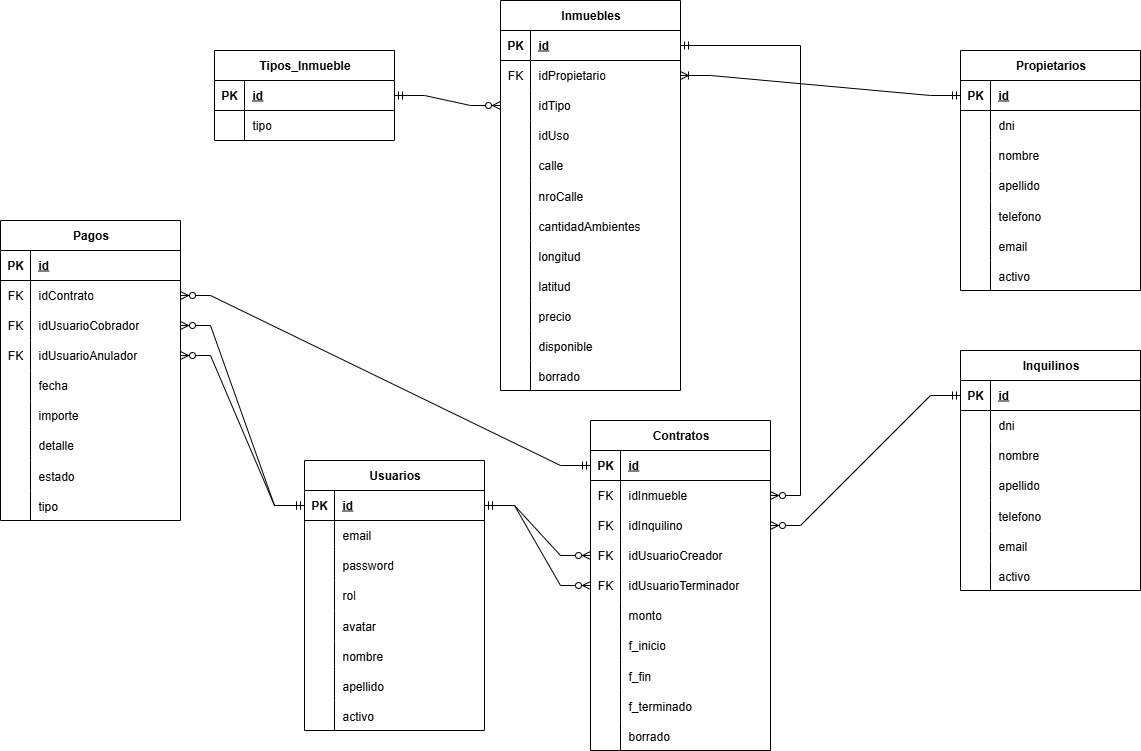 Inmuebles
PK id
FK idPropietario
idTipo
idUso
calle
nroCalle
cantidadAmbientes
longitud
latitud
precio
disponible
borrado
Tipos_Inmueble
PK id
tipo
Propietarios
PK id
dni
nombre
apellido
telefono
email
activo
Pagos
PK id
FK idContrato
FK idUsuarioCobrador
FK idUsuarioAnulador
fecha
importe
detalle
estado
tipo
Inquilinos
PK id
dni
nombre
apellido
telefono
email
activo
Contratos
PK id
FK idInmueble
FK idInquilino
FK idUsuarioCreador
FK idUsuarioTerminador
monto
f_inicio
f_fin
f_terminado
borrado
Usuarios
PK id
email
password
rol
avatar
nombre
apellido
activo